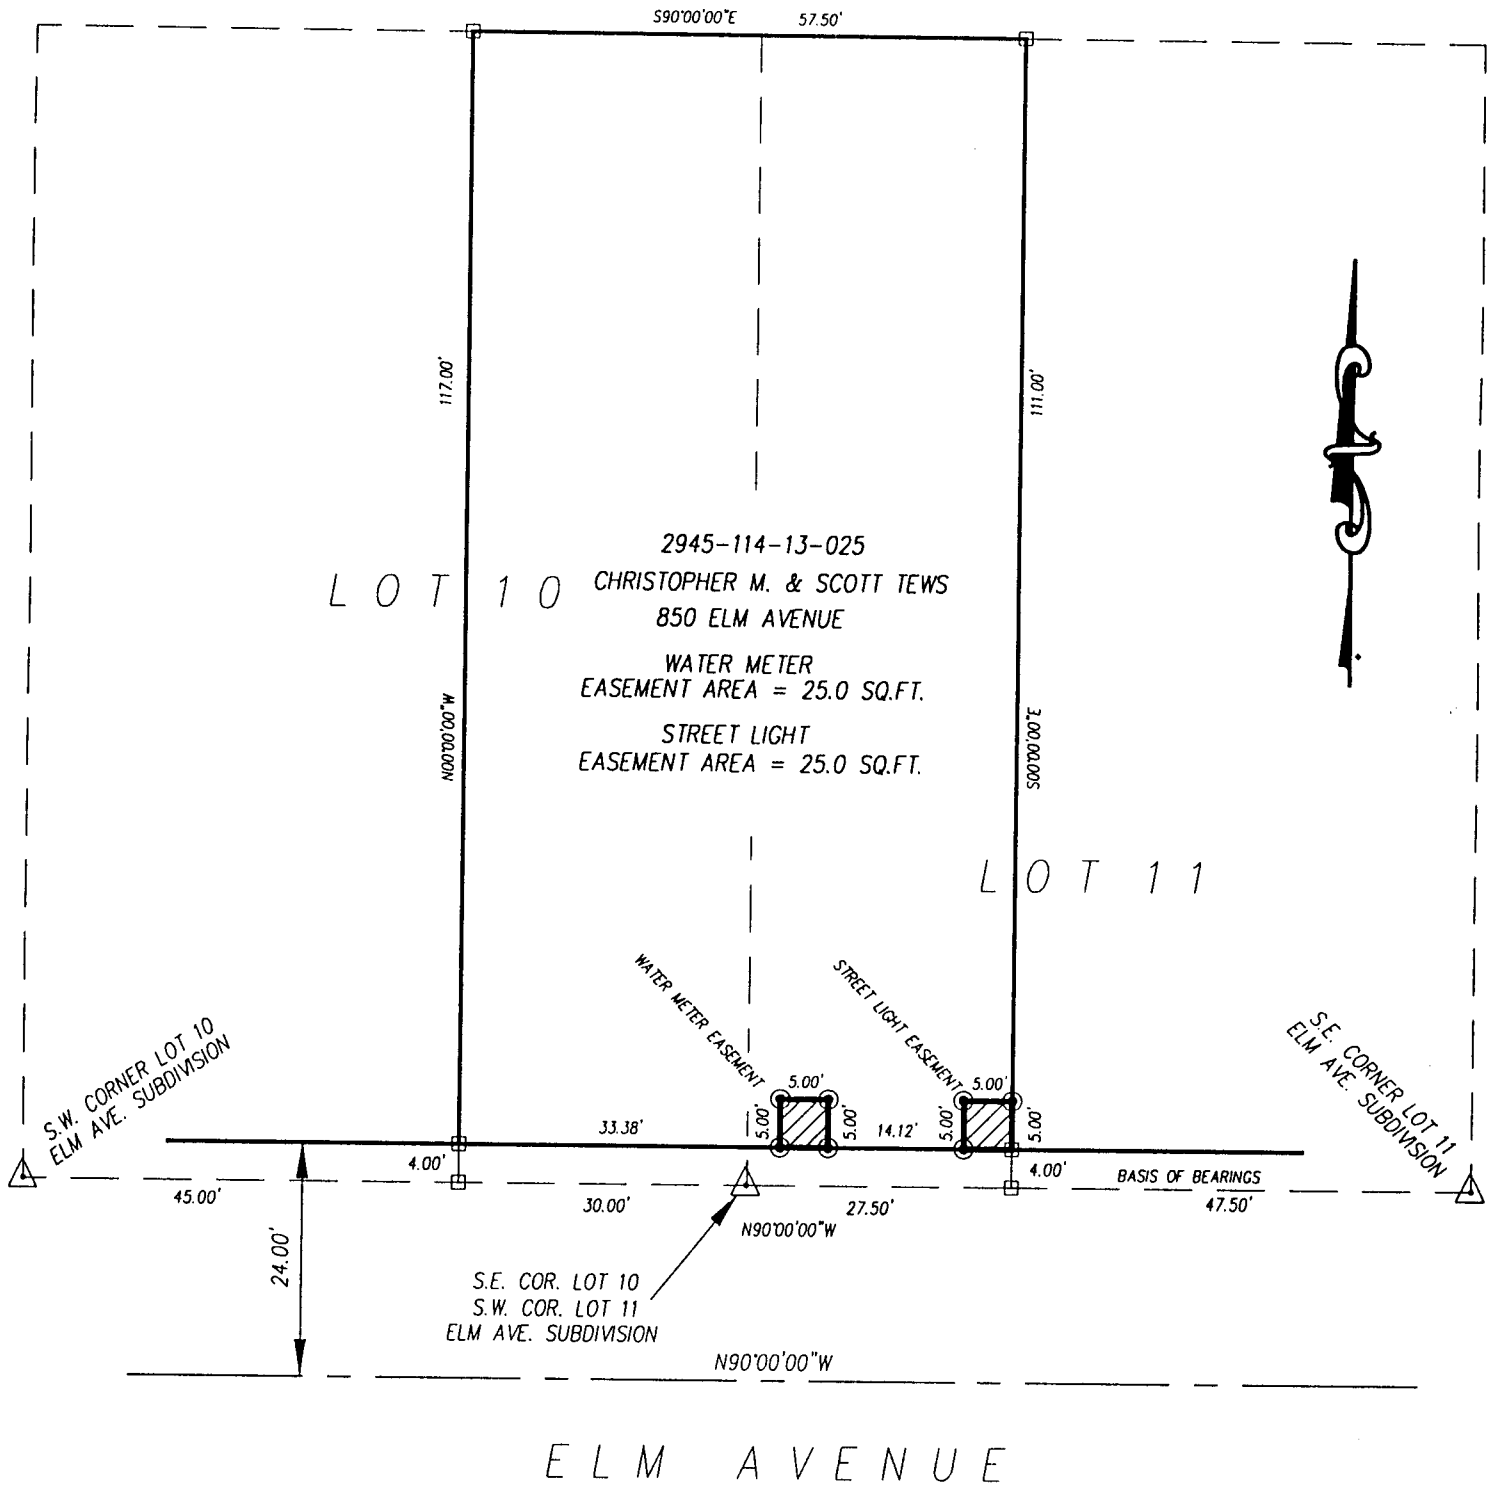 S90°00'00"E 57.50'
117.00'
111.00'
2945-114-13-025
LOT 10
CHRISTOPHER M. & SCOTT TEWS
850 ELM AVENUE
WATER METER
EASEMENT AREA = 25.0 SQ.FT.
N00°00'00"W
S00°00'00"E
STREET LIGHT
EASEMENT AREA = 25.0 SQ.FT.
LOT 11
WATER METER EASEMENT
STREET LIGHT EASEMENT
S.W. CORNER LOT 10
ELM AVE. SUBDIVISION
S.E. CORNER LOT 11
ELM AVE. SUBDIVISION
5.00'
5.00'
5.00'
5.00'
5.00'
5.00'
33.38'
14.12'
4.00'
4.00'
BASIS OF BEARINGS
45.00'
30.00'
27.50'
47.50'
N90°00'00"W
24.00'
S.E. COR. LOT 10
S.W. COR. LOT 11
ELM AVE. SUBDIVISION
N90°00'00"W
ELM AVENUE